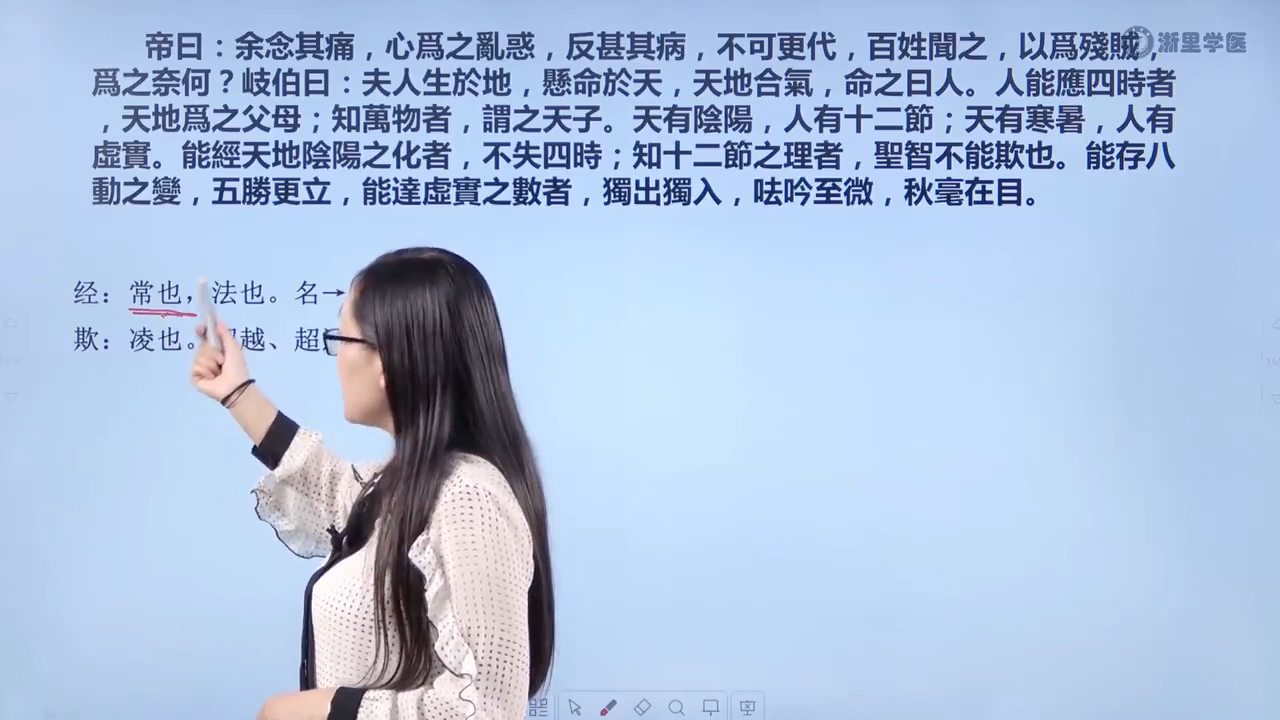 帝曰：余念其痛，心爲之亂惑，反甚其病，不可更代，百姓聞之，以爲殘賊，
爲之奈何？岐伯曰：夫人生於地，懸命於天，天地合氣，命之曰人。人能應四時者
，天地爲之父母；知萬物者，謂之天子。天有陰陽，人有十二節；天有寒暑，人有
虛實。能經天地陰陽之化者，不失四時；知十二節之理者，聖智不能欺也。能存八
動之變，五勝更立，能達虛實之數者，獨出獨入，呿吟至微，秋毫在目。
浙里学医
经：常也，法也。名→
欺：凌也。越、超